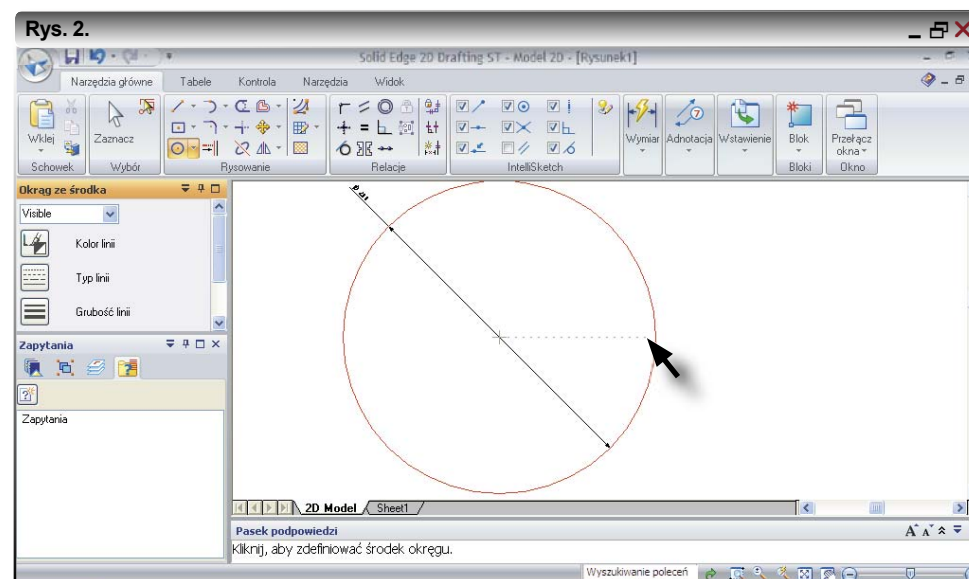 Rys. 2.
Solid Edge 2D Drafting ST - Model 2D - [Rysunek1]
Narzędzia główne Tabele Kontrola Narzędzia Widok
Wklej Zaznacz Wymiar Adnotacja Wstawienie Blok Przełącz okna
Schowek Wybór Rysowanie Relacje IntelliSketch Bloki Okno
Okrąg ze środka
Visible
Kolor linii
Typ linii
Grubość linii
Zapytania
Zapytania
2D Model Sheet1
Pasek podpowiedzi
Kliknij, aby zdefiniować środek okręgu.
Wyszukiwanie poleceń